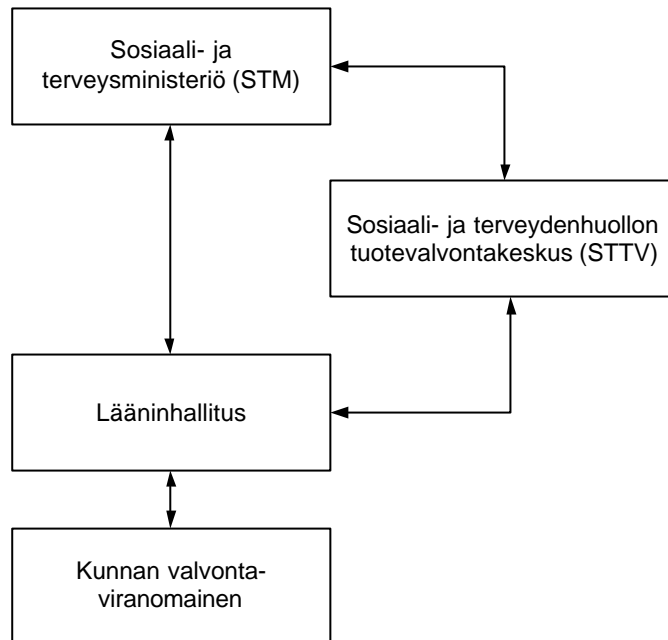 Sosiaali- ja
terveysministeriö (STM)
Sosiaali- ja terveydenhuollon
tuotevalvontakeskus (STTV)
Lääninhallitus
Kunnan valvonta-
viranomainen